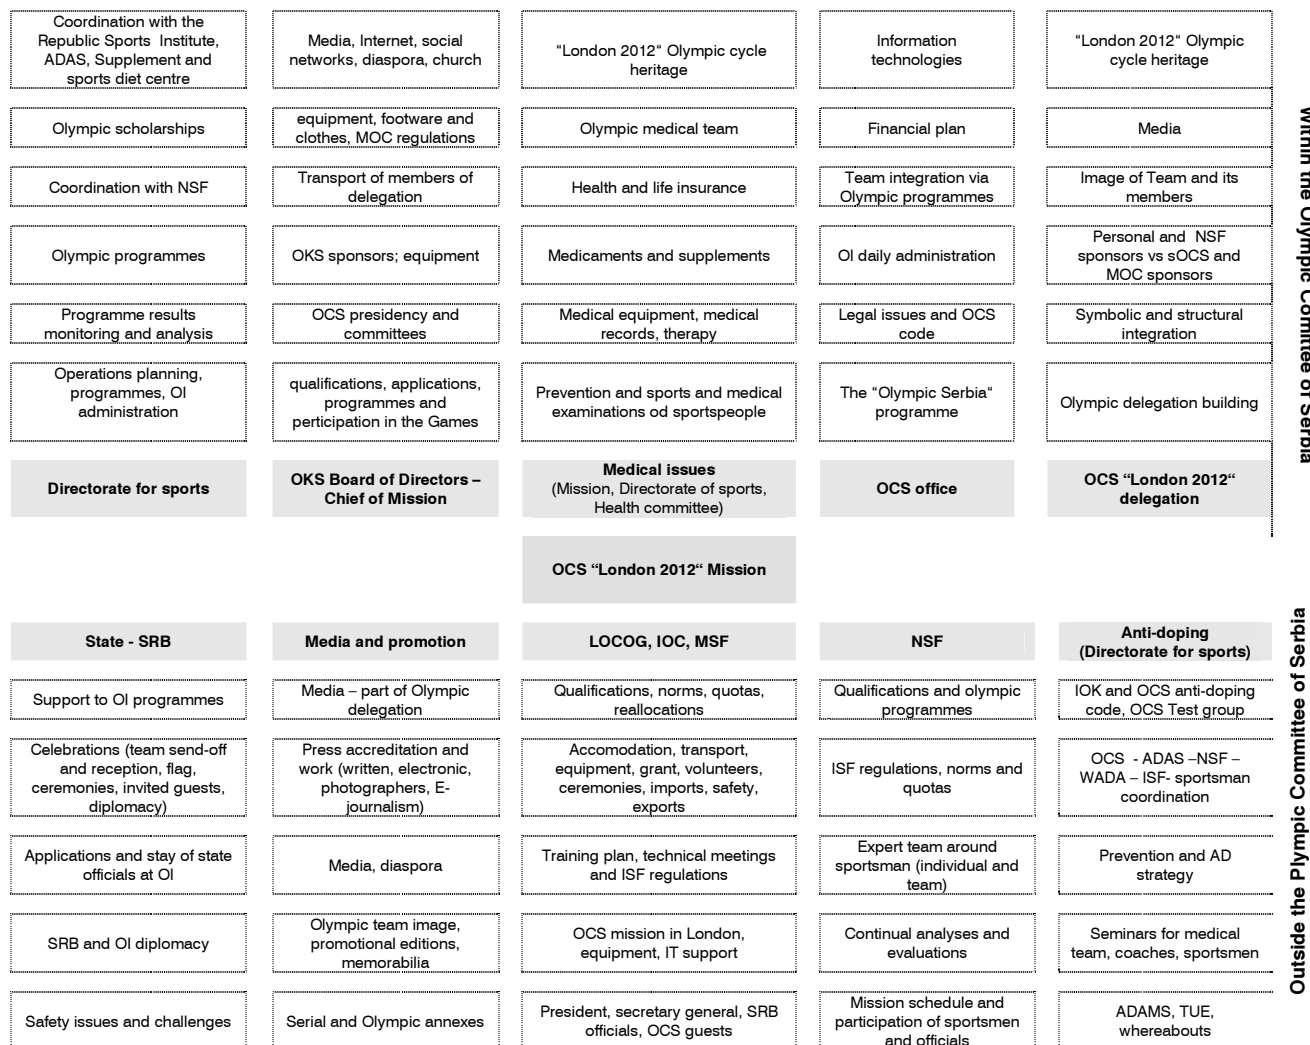 Coordination with the
Republic Sports Institute,
ADAS, Supplement and
sports diet centre
Media, Internet, social
networks, diaspora, church
"London 2012" Olympic cycle
heritage
Information
technologies
"London 2012" Olympic
cycle heritage
Olympic scholarships
equipment, footware and
clothes, MOC regulations
Olympic medical team
Financial plan
Media
Coordination with NSF
Transport of members of
delegation
Health and life insurance
Team integration via
Olympic programmes
Image of Team and its
members
Olympic programmes
OKS sponsors; equipment
Medicaments and supplements
OI daily administration
Personal and NSF
sponsors vs sOCS and
MOC sponsors
Programme results
monitoring and analysis
OCS presidency and
committees
Medical equipment, medical
records, therapy
Legal issues and OCS
code
Symbolic and structural
integration
Operations planning,
programmes, OI
administration
qualifications, applications,
programmes and
perticipation in the Games
Prevention and sports and medical
examinations od sportspeople
The "Olympic Serbia"
programme
Olympic delegation building
Directorate for sports
OKS Board of Directors –
Chief of Mission
Medical issues
(Mission, Directorate of sports,
Health committee)
OCS office
OCS "London 2012"
delegation
Within the Olympic Comittee of Serbia
OCS "London 2012" Mission
State - SRB
Media and promotion
LOCOG, IOC, MSF
NSF
Anti-doping
(Directorate for sports)
Support to OI programmes
Media – part of Olympic
delegation
Qualifications, norms, quotas,
reallocations
Qualifications and olympic
programmes
IOK and OCS anti-doping
code, OCS Test group
Celebrations (team send-off
and reception, flag,
ceremonies, invited guests,
diplomacy)
Press accreditation and
work (written, electronic,
photographers, E-
journalism)
Accomodation, transport,
equipment, grant, volunteers,
ceremonies, imports, safety,
exports
ISF regulations, norms and
quotas
OCS - ADAS –NSF –
WADA – ISF- sportsman
coordination
Applications and stay of state
officials at OI
Media, diaspora
Training plan, technical meetings
and ISF regulations
Expert team around
sportsman (individual and
team)
Prevention and AD
strategy
SRB and OI diplomacy
Olympic team image,
promotional editions,
memorabilia
OCS mission in London,
equipment, IT support
Continual analyses and
evaluations
Seminars for medical
team, coaches, sportsmen
Safety issues and challenges
Serial and Olympic annexes
President, secretary general, SRB
officials, OCS guests
Mission schedule and
participation of sportsmen
and officials
ADAMS, TUE,
whereabouts
Outside the Plympic Committee of Serbia